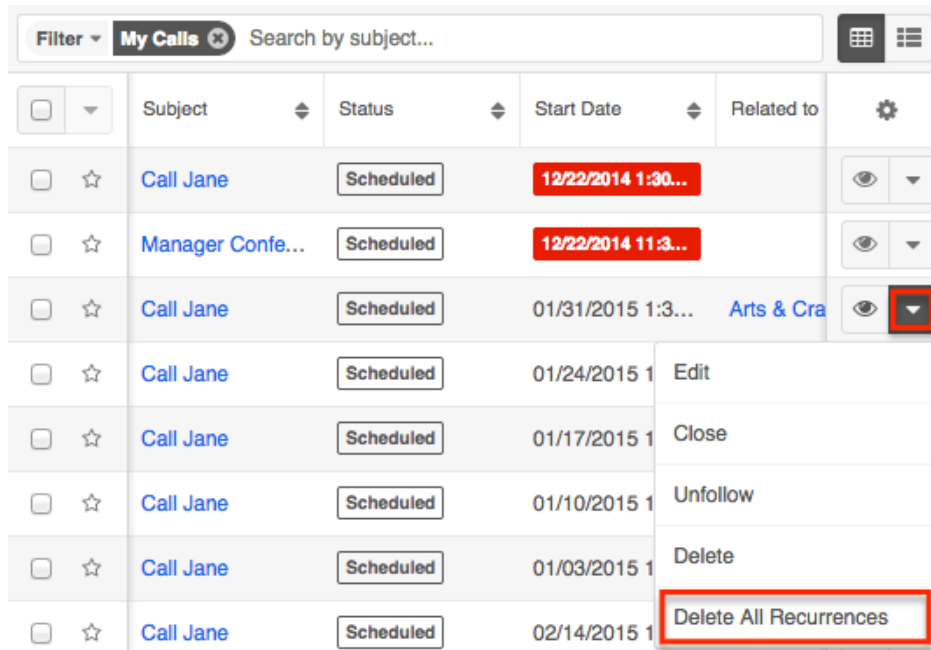 Filter My Calls Search by subject...
Subject Status Start Date Related to
Call Jane Scheduled 12/22/2014 1:30...
Manager Confe... Scheduled 12/22/2014 11:3...
Call Jane Scheduled 01/31/2015 1:3... Arts & Cra
Call Jane Scheduled 01/24/2015 1 Edit
Call Jane Scheduled 01/17/2015 1 Close
Call Jane Scheduled 01/10/2015 1 Unfollow
Call Jane Scheduled 01/03/2015 1 Delete
Call Jane Scheduled 02/14/2015 1 Delete All Recurrences